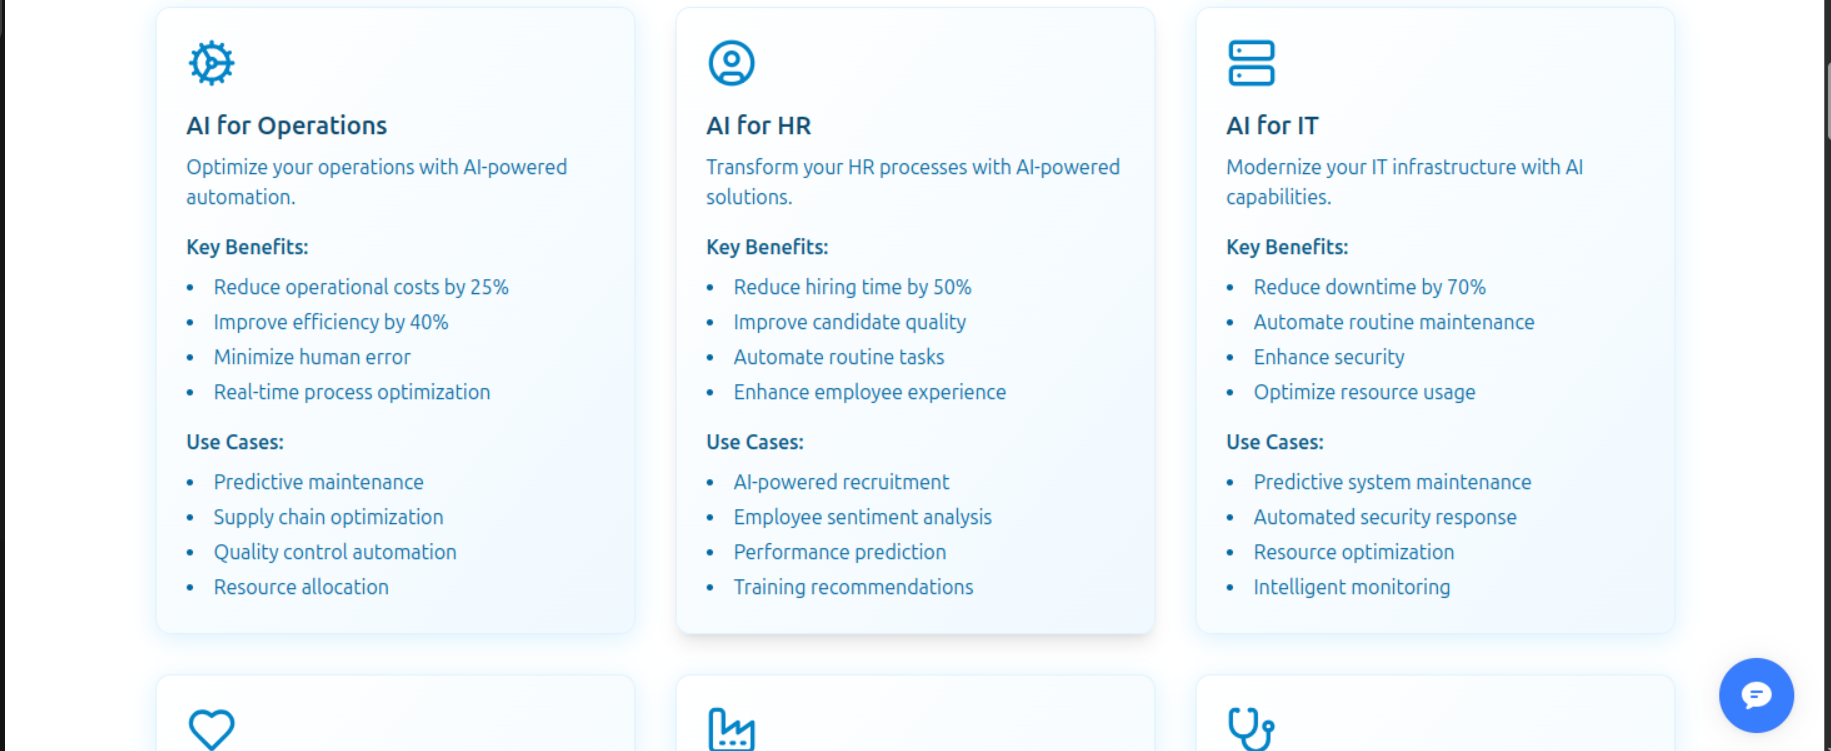 AI for Operations
Optimize your operations with AI-powered
automation.
Key Benefits:
• Reduce operational costs by 25%
• Improve efficiency by 40%
• Minimize human error
• Real-time process optimization
Use Cases:
• Predictive maintenance
• Supply chain optimization
• Quality control automation
• Resource allocation
AI for HR
Transform your HR processes with AI-powered
solutions.
Key Benefits:
• Reduce hiring time by 50%
• Improve candidate quality
• Automate routine tasks
• Enhance employee experience
Use Cases:
• AI-powered recruitment
• Employee sentiment analysis
• Performance prediction
• Training recommendations
AI for IT
Modernize your IT infrastructure with AI
capabilities.
Key Benefits:
• Reduce downtime by 70%
• Automate routine maintenance
• Enhance security
• Optimize resource usage
Use Cases:
• Predictive system maintenance
• Automated security response
• Resource optimization
• Intelligent monitoring